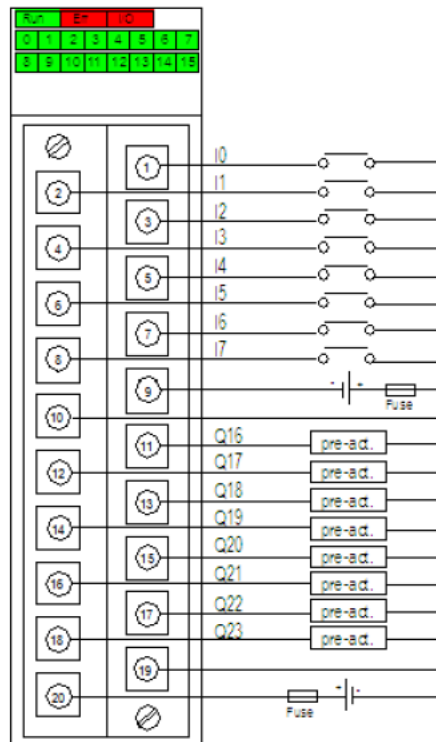 Run Err I/O
0 1 2 3 4 5 6 7
8 9 10 11 12 13 14 15
1 I0
2 I1
3 I2
4 I3
5 I4
6 I5
7 I6
8 I7
9 - + Fuse
10
11 Q16 pre-act.
12 Q17 pre-act.
13 Q18 pre-act.
14 Q19 pre-act.
15 Q20 pre-act.
16 Q21 pre-act.
17 Q22 pre-act.
18 Q23 pre-act.
19
20 Fuse + -